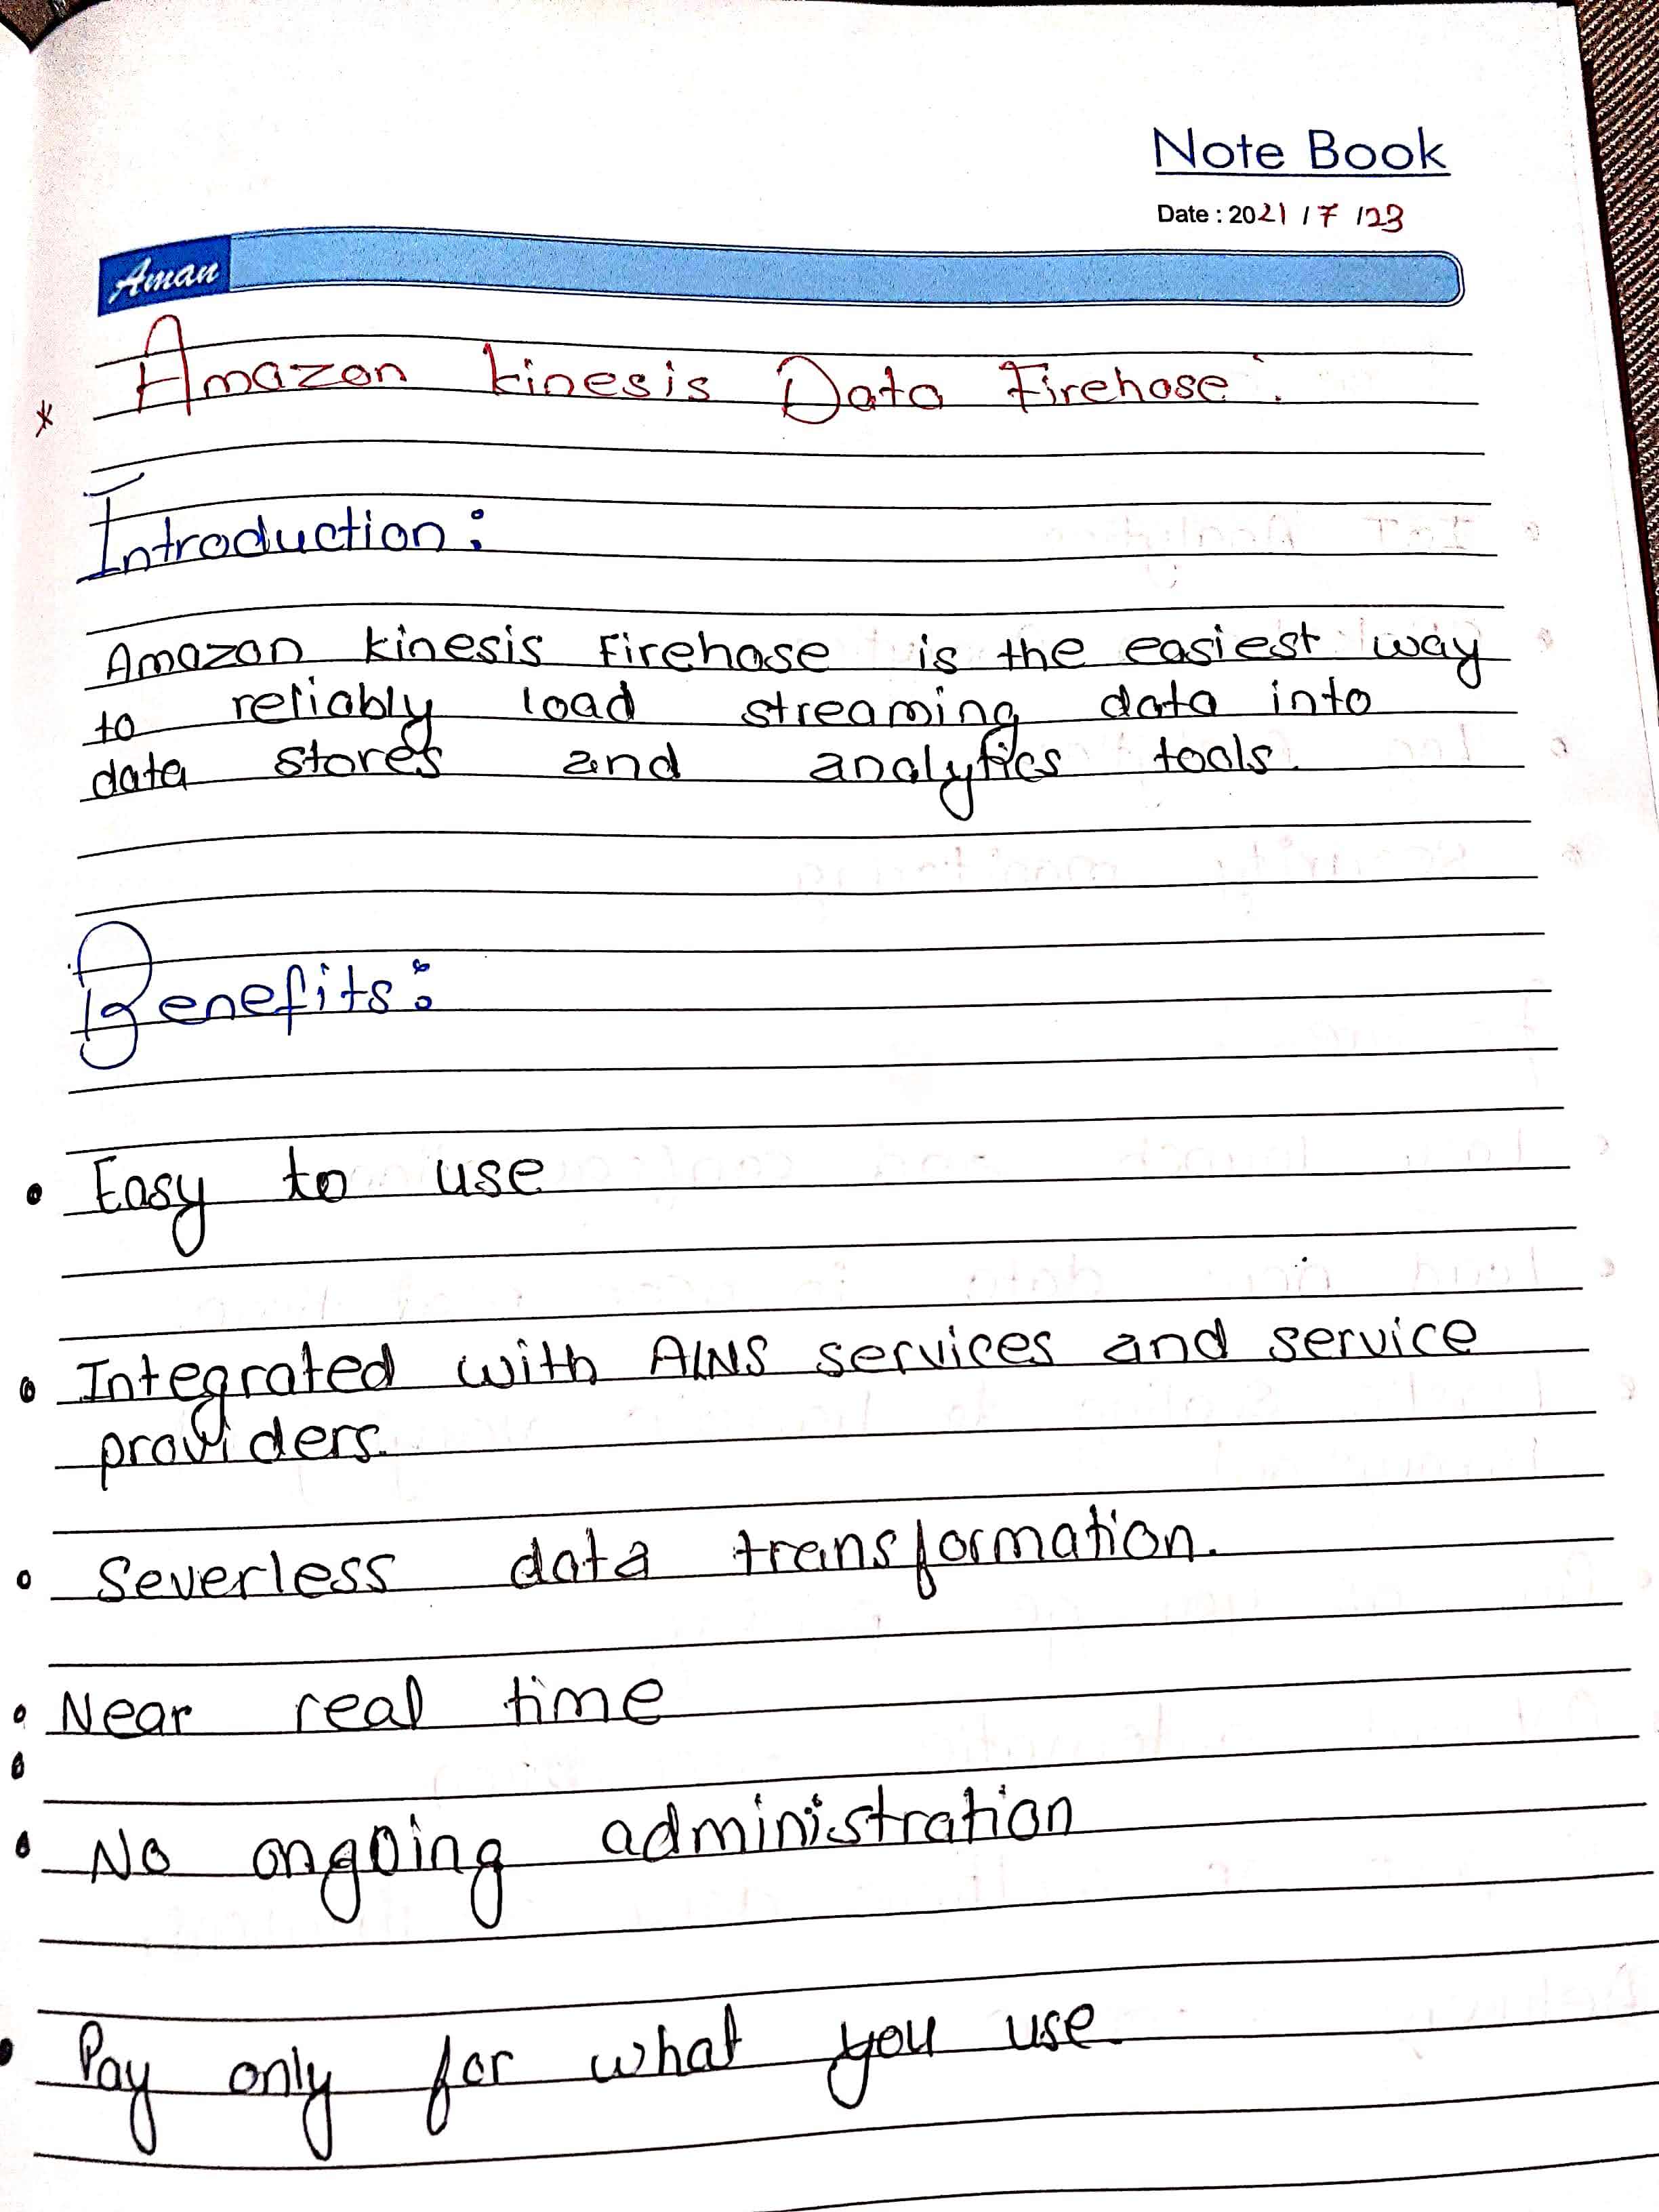 Note Book
Date : 2021 / 7 / 23
Aman
* Amazon kinesis Data Firehose.
Introduction:
Amazon kinesis Firehose is the easiest way
to reliably load streaming data into
data stores and analytics tools.
Benefits:
• Easy to use
• Integrated with AWS services and service
providers.
• Severless data transformation.
• Near real time
•
• No ongoing administration
• Pay only for what you use.